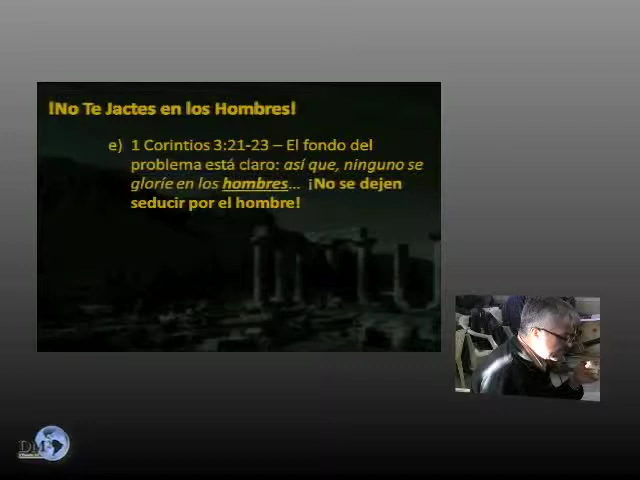 ¡No Te Jactes en los Hombres!
e) 1 Corintios 3:21-23 – El fondo del
problema está claro: así que, ninguno se
gloríe en los hombres... ¡No se dejen
seducir por el hombre!